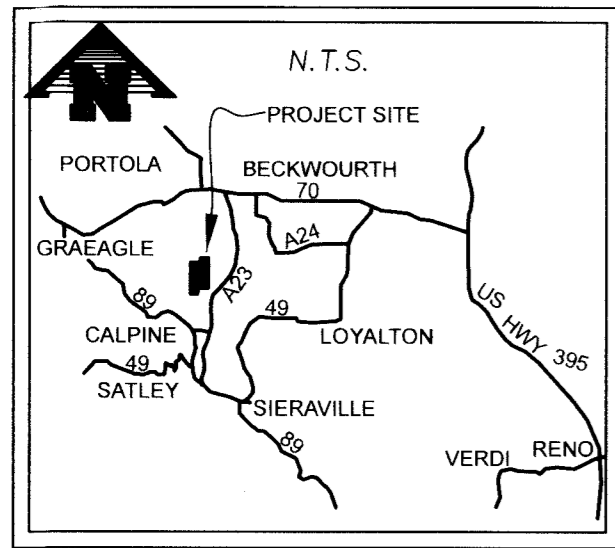 N
N.T.S.
PROJECT SITE
PORTOLA
BECKWOURTH
70
A24
GRAEAGLE
A23
89
49
US HWY 395
CALPINE
LOYALTON
49
SATLEY
SIERAVILLE
89
VERDI
RENO